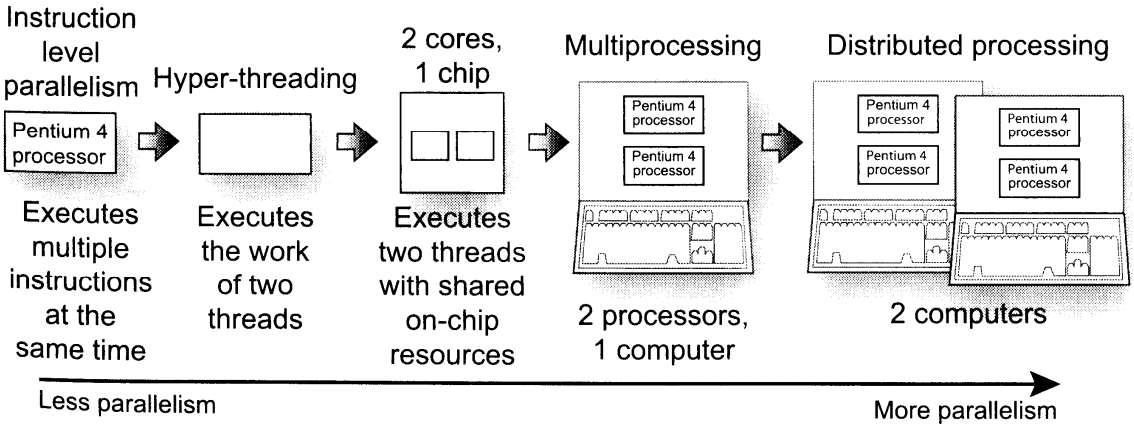 Instruction
level
parallelism
Pentium 4
processor
Executes
multiple
instructions
at the
same time
Hyper-threading
Executes
the work
of two
threads
2 cores,
1 chip
Executes
two threads
with shared
on-chip
resources
Multiprocessing
Pentium 4
processor
Pentium 4
processor
2 processors,
1 computer
Distributed processing
Pentium 4
processor
Pentium 4
processor
Pentium 4
processor
Pentium 4
processor
2 computers
Less parallelism
More parallelism